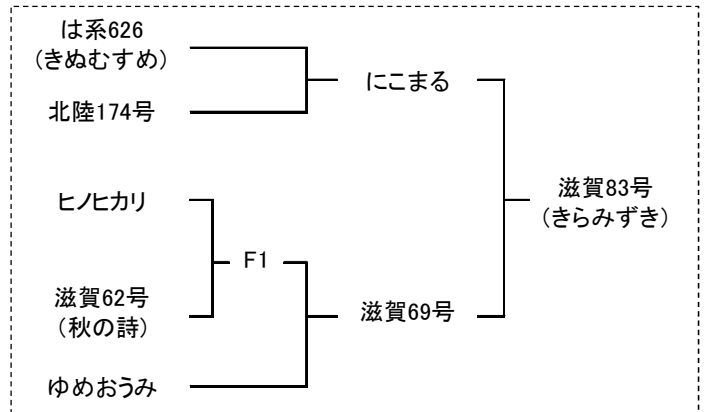 は系626
(きぬむすめ)
北陸174号
にこまる
ヒノヒカリ
滋賀83号
(きらみずき)
F1
滋賀62号
(秋の詩)
滋賀69号
ゆめおうみ